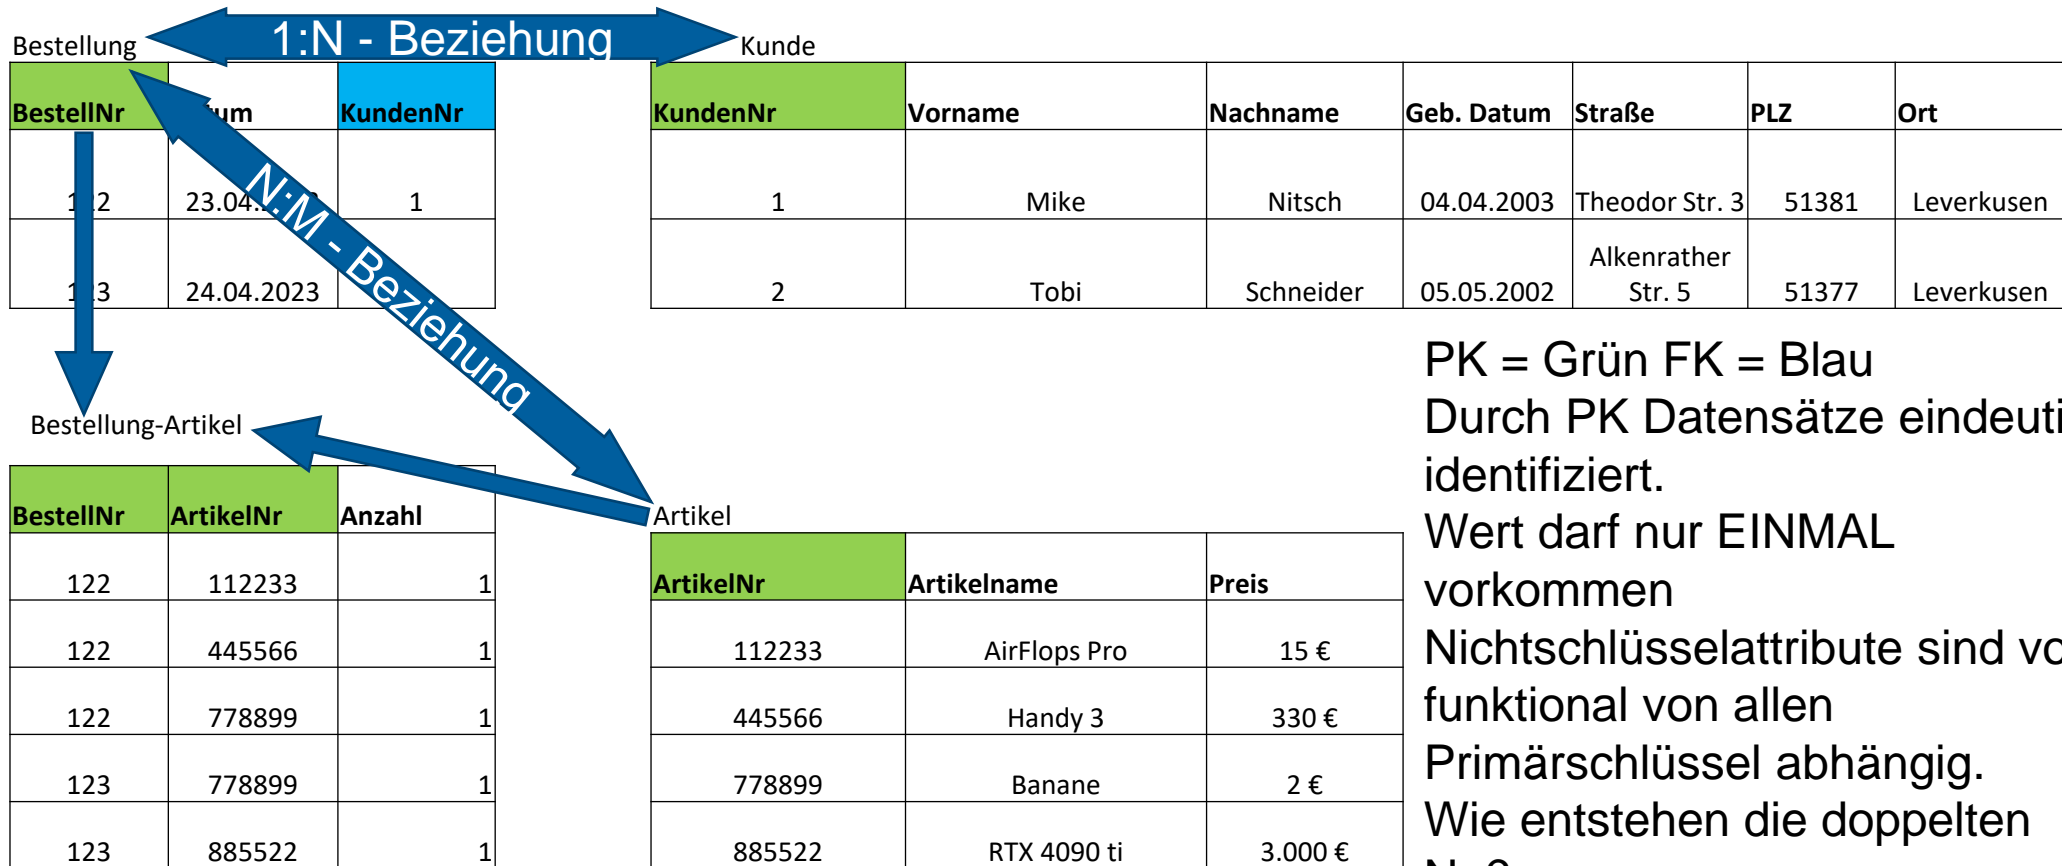 1:N - Beziehung
Bestellung
Kunde
BestellNr KundenNr
KundenNr Vorname Nachname Geb. Datum Straße PLZ Ort
1
1 Mike Nitsch 04.04.2003 Theodor Str. 3 51381 Leverkusen
24.04.2023
2 Tobi Schneider 05.05.2002 Alkenrather
Str. 5 51377 Leverkusen
N:M - Beziehung
Bestellung-Artikel
BestellNr ArtikelNr Anzahl
122 112233 1
122 445566 1
122 778899 1
123 778899 1
123 885522 1
Artikel
ArtikelNr Artikelname Preis
112233 AirFlops Pro 15 €
445566 Handy 3 330 €
778899 Banane 2 €
885522 RTX 4090 ti 3.000 €
PK = Grün FK = Blau
Durch PK Datensätze eindeuti
identifiziert.
Wert darf nur EINMAL
vorkommen
Nichtschlüsselattribute sind vo
funktional von allen
Primärschlüssel abhängig.
Wie entstehen die doppelten